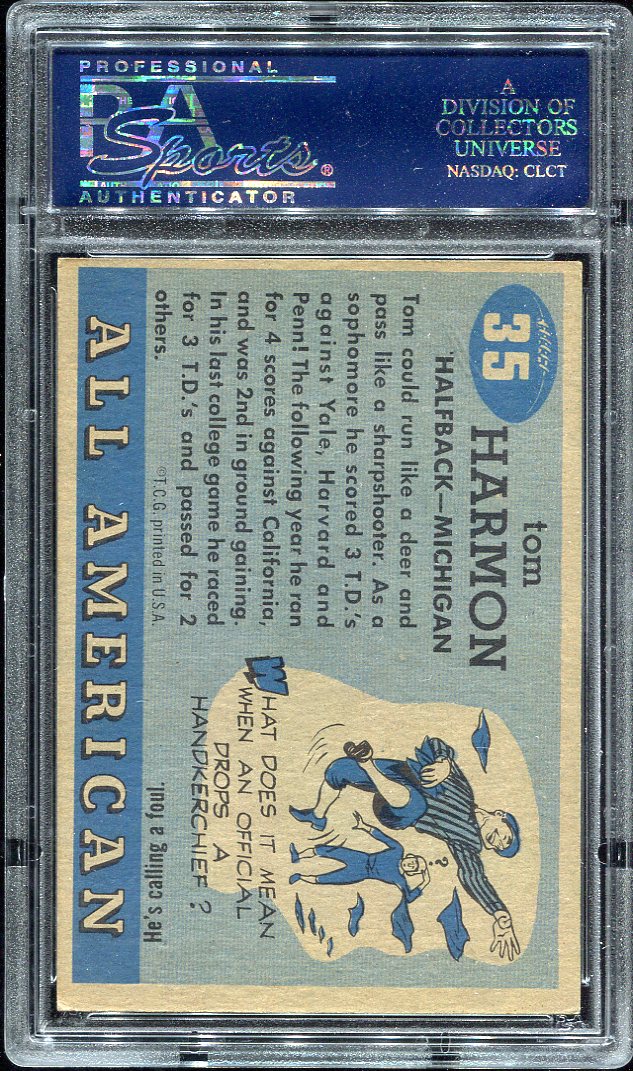 PROFESSIONAL
PSA
Sports®
AUTHENTICATOR
A
DIVISION OF
COLLECTORS
UNIVERSE
NASDAQ: CLCT
35
tom
HARMON
HALFBACK—MICHIGAN
Tom could run like a deer and
pass like a sharpshooter. As a
sophomore he scored 3 T.D.'s
against Yale, Harvard and
Penn! The following year he ran
for 4 scores against California,
and was 2nd in ground gaining.
In his last college game he raced
for 3 T.D.'s and passed for 2
others.
©T.C.G. printed in U.S.A.
?
WHAT DOES IT MEAN
WHEN AN OFFICIAL
DROPS A
HANDKERCHIEF?
He's calling a foul.
ALL AMERICAN